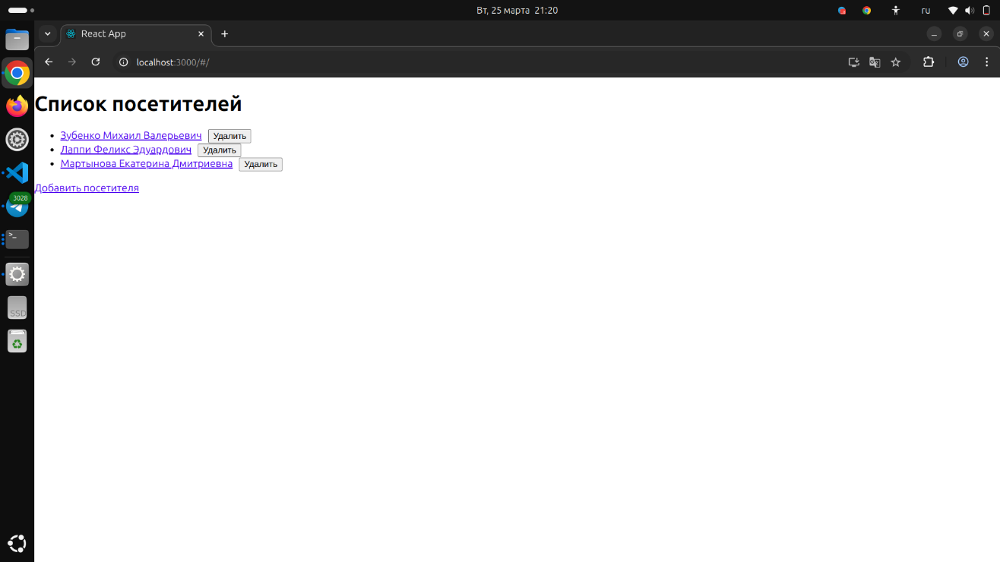 Вт, 25 марта 21:20
ru
React App
localhost:3000/#/
Список посетителей
Зубенко Михаил Валерьевич Удалить
Лаппи Феликс Эдуардович Удалить
Мартынова Екатерина Дмитриевна Удалить
Добавить посетителя
3028
>_
SSD